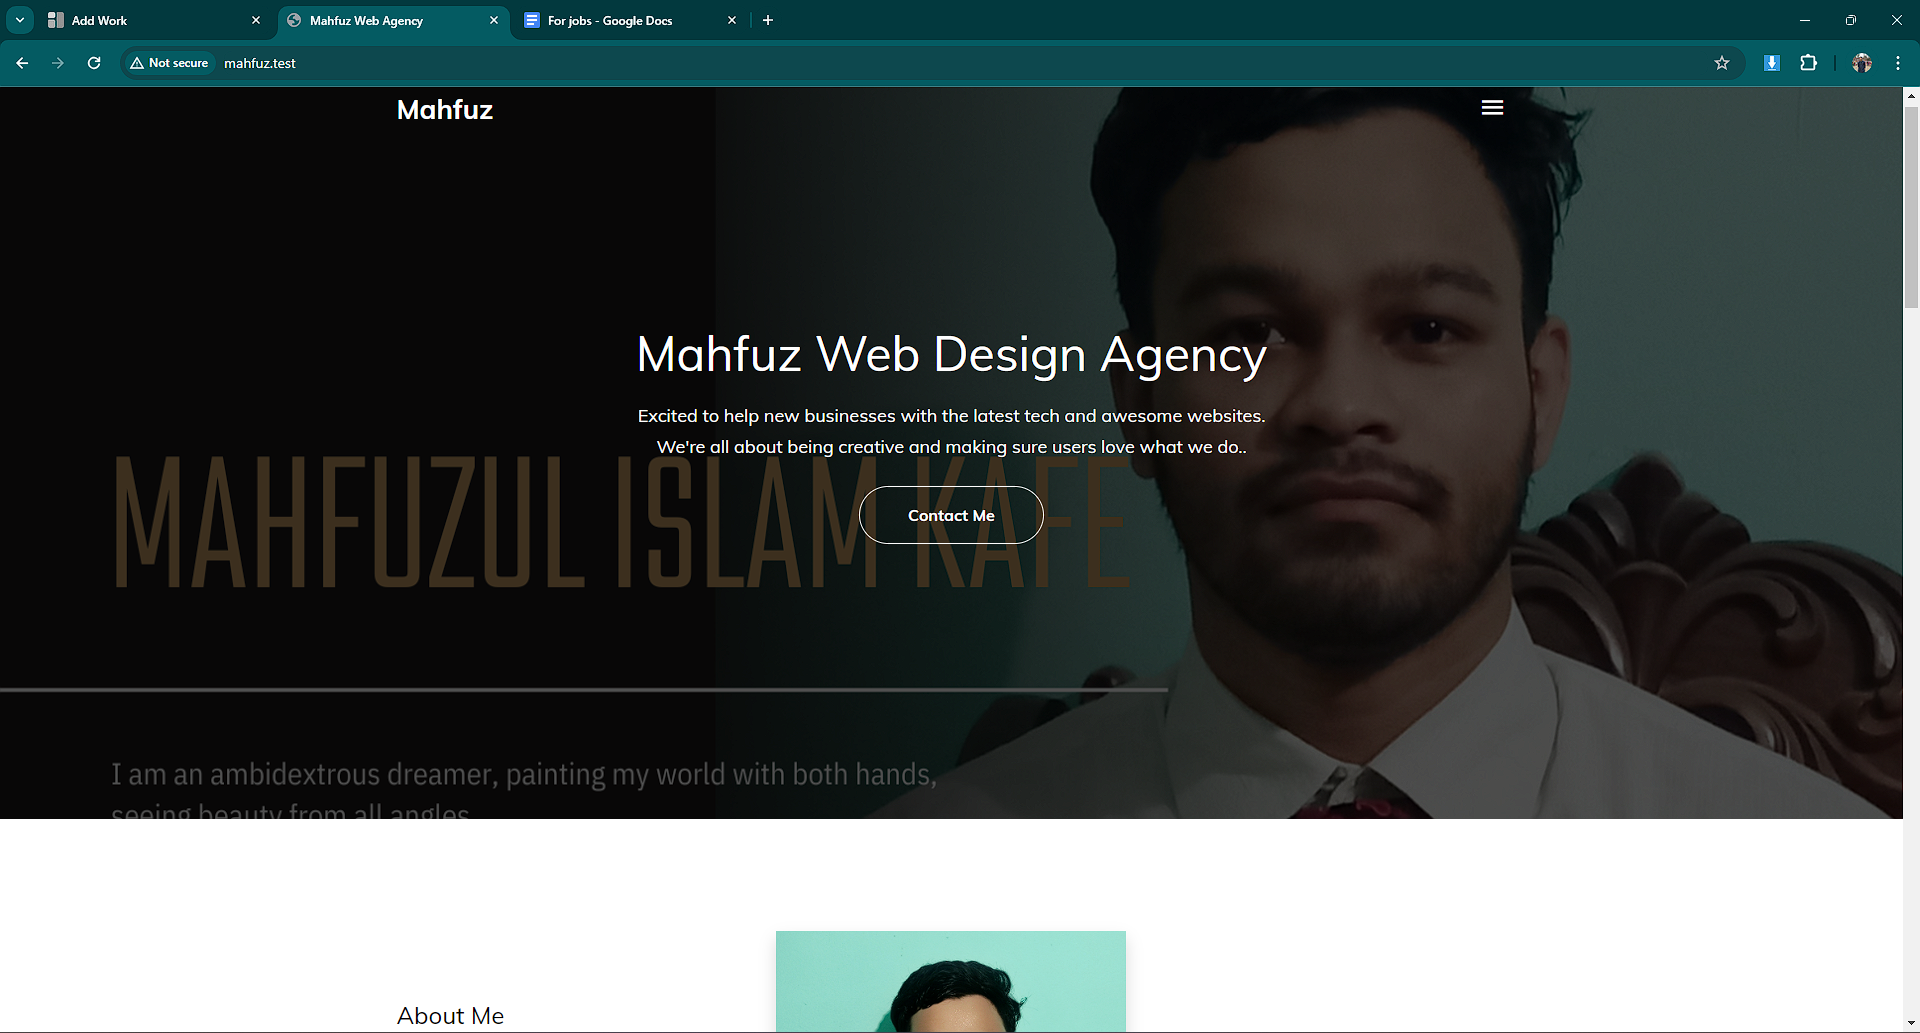 Add Work
Mahfuz Web Agency
For jobs - Google Docs
Not secure
mahfuz.test
Mahfuz
Mahfuz Web Design Agency
Excited to help new businesses with the latest tech and awesome websites.
We're all about being creative and making sure users love what we do..
Contact Me
MAHFUZUL ISLAM KAFE
I am an ambidextrous dreamer, painting my world with both hands,
seeing beauty from all angles
About Me